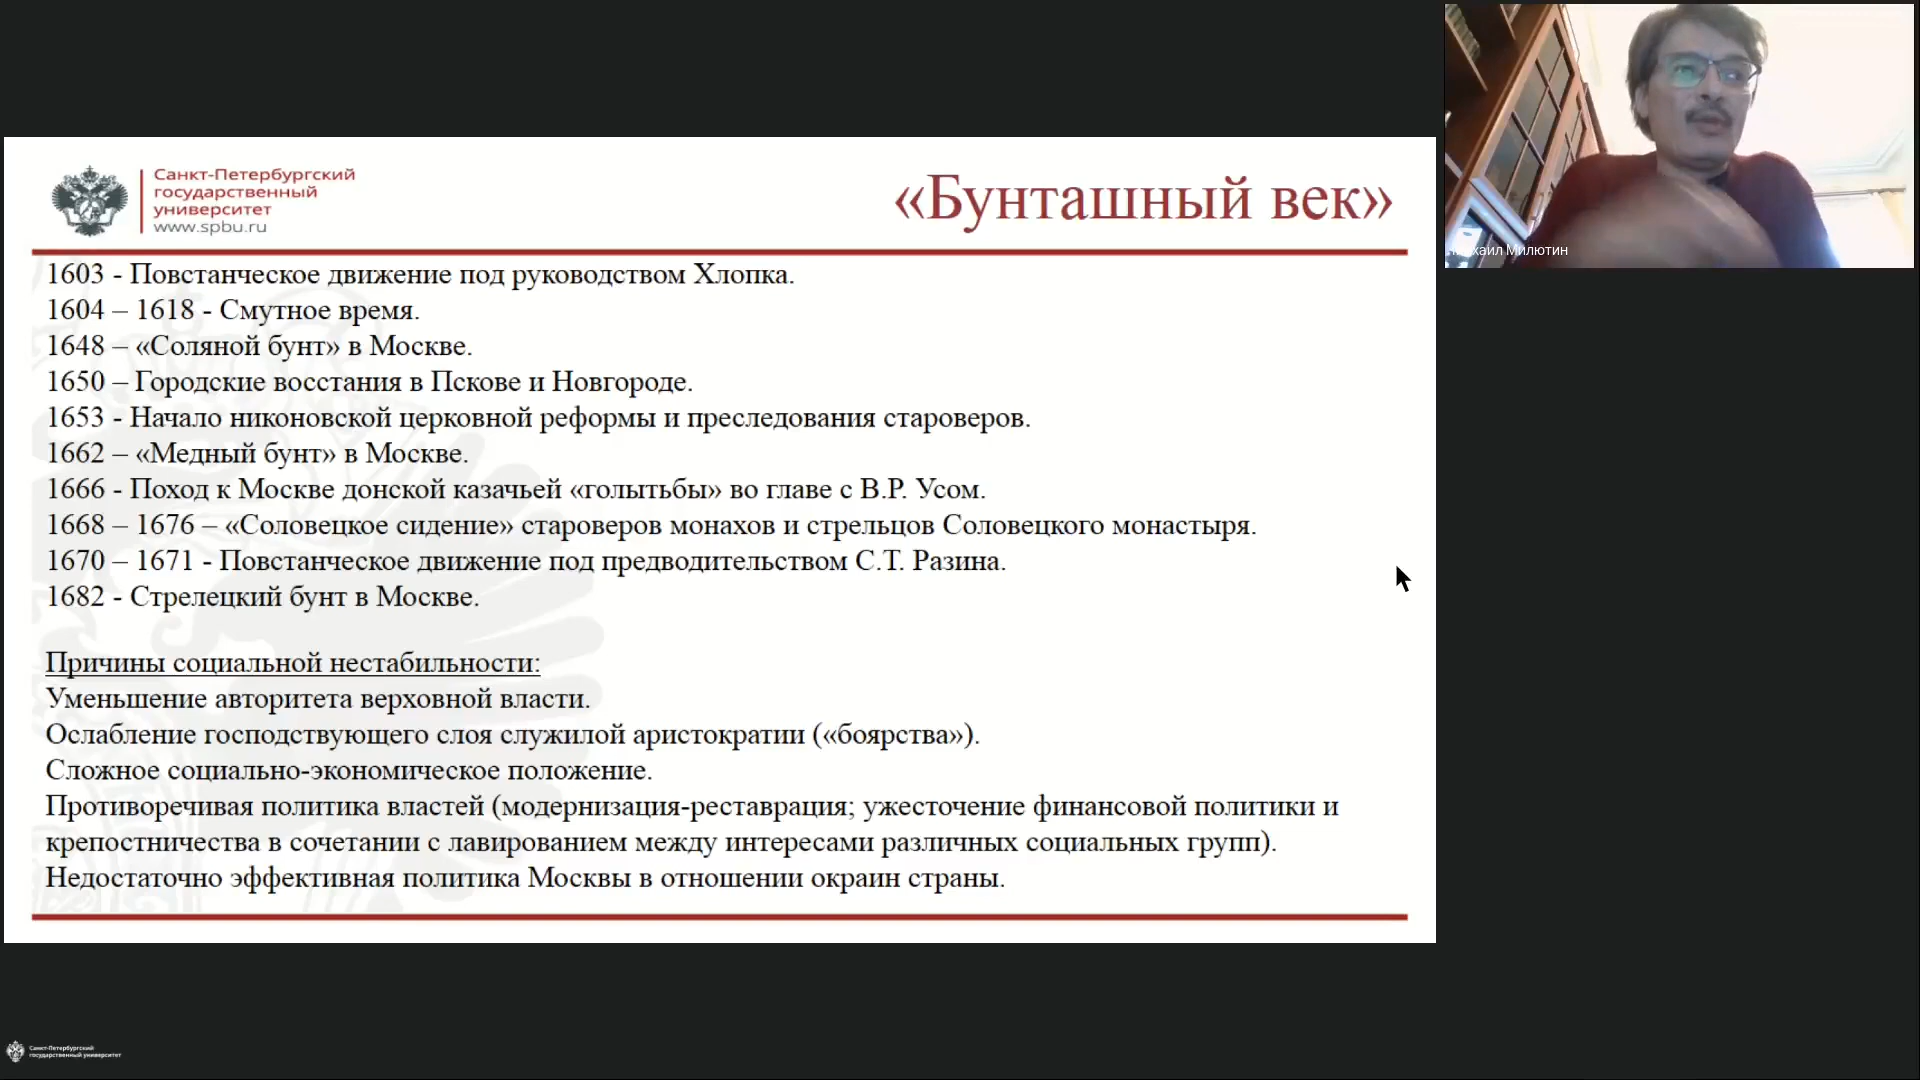 Санкт-Петербургский
государственный
университет
www.spbu.ru
«Бунташный век»
1603 - Повстанческое движение под руководством Хлопка.
1604 – 1618 - Смутное время.
1648 – «Соляной бунт» в Москве.
1650 – Городские восстания в Пскове и Новгороде.
1653 - Начало никоновской церковной реформы и преследования староверов.
1662 – «Медный бунт» в Москве.
1666 - Поход к Москве донской казачьей «голытьбы» во главе с В.Р. Усом.
1668 – 1676 – «Соловецкое сидение» староверов монахов и стрельцов Соловецкого монастыря.
1670 – 1671 - Повстанческое движение под предводительством С.Т. Разина.
1682 - Стрелецкий бунт в Москве.
Причины социальной нестабильности:
Уменьшение авторитета верховной власти.
Ослабление господствующего слоя служилой аристократии («боярства»).
Сложное социально-экономическое положение.
Противоречивая политика властей (модернизация-реставрация; ужесточение финансовой политики и
крепостничества в сочетании с лавированием между интересами различных социальных групп).
Недостаточно эффективная политика Москвы в отношении окраин страны.
Михаил Милютин
Санкт-Петербургский
государственный университет